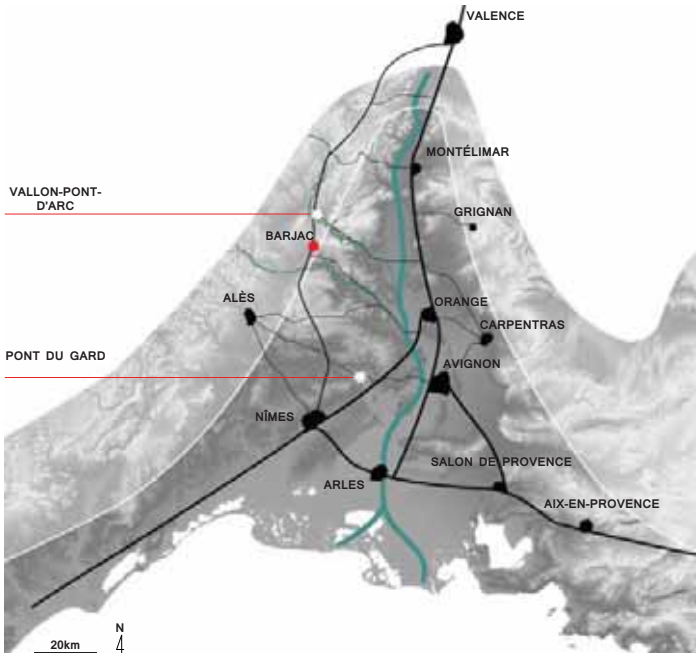 VALENCE
MONTÉLIMAR
VALLON-PONT-
D'ARC
GRIGNAN
BARJAC
ALÈS
ORANGE
CARPENTRAS
PONT DU GARD
AVIGNON
NÎMES
SALON DE PROVENCE
ARLES
AIX-EN-PROVENCE
N
20km